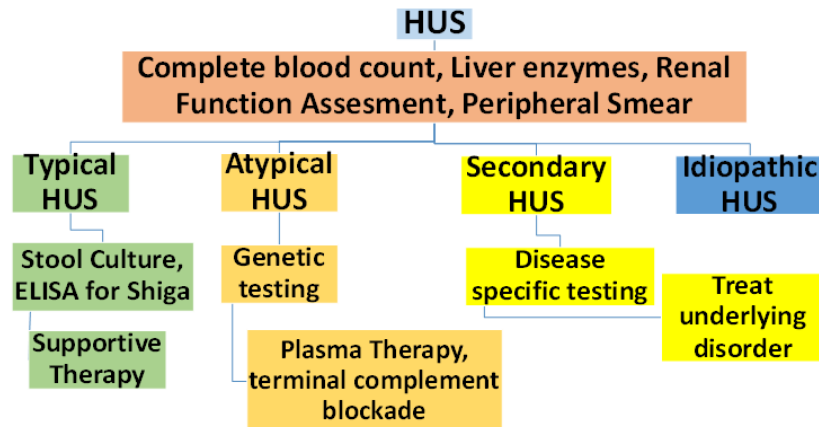 HUS
Complete blood count, Liver enzymes, Renal
Function Assesment, Peripheral Smear
Typical
HUS
Atypical
HUS
Secondary
HUS
Idiopathic
HUS
Stool Culture,
ELISA for Shiga
Genetic
testing
Disease
specific testing
Treat
underlying
disorder
Supportive
Therapy
Plasma Therapy,
terminal complement
blockade